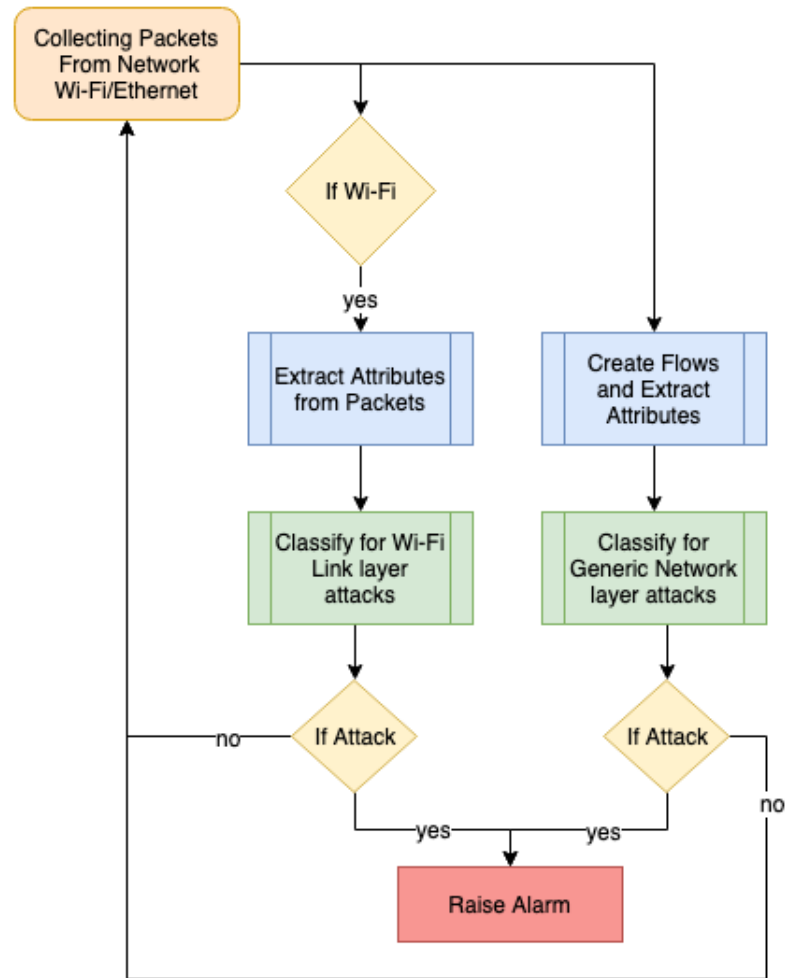 Collecting Packets
From Network
Wi-Fi/Ethernet
If Wi-Fi
yes
Extract Attributes
from Packets
Create Flows
and Extract
Attributes
Classify for Wi-Fi
Link layer
attacks
Classify for
Generic Network
layer attacks
If Attack
If Attack
no
no
yes
yes
Raise Alarm